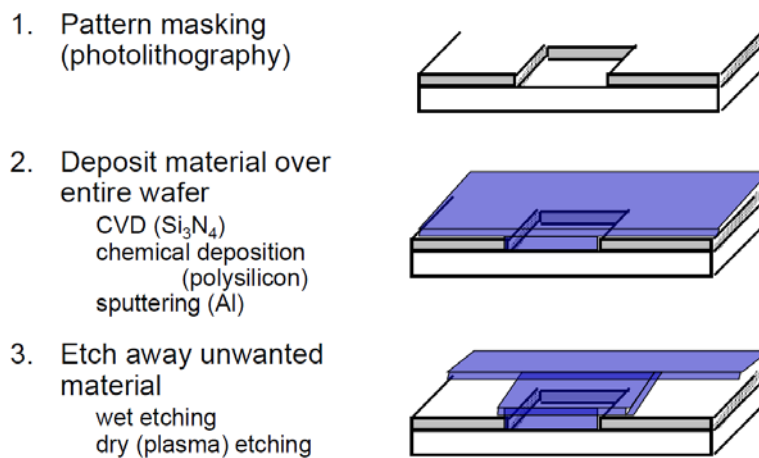 1. Pattern masking
(photolithography)
2. Deposit material over
entire wafer
CVD (Si₃N₄)
chemical deposition
(polysilicon)
sputtering (Al)
3. Etch away unwanted
material
wet etching
dry (plasma) etching